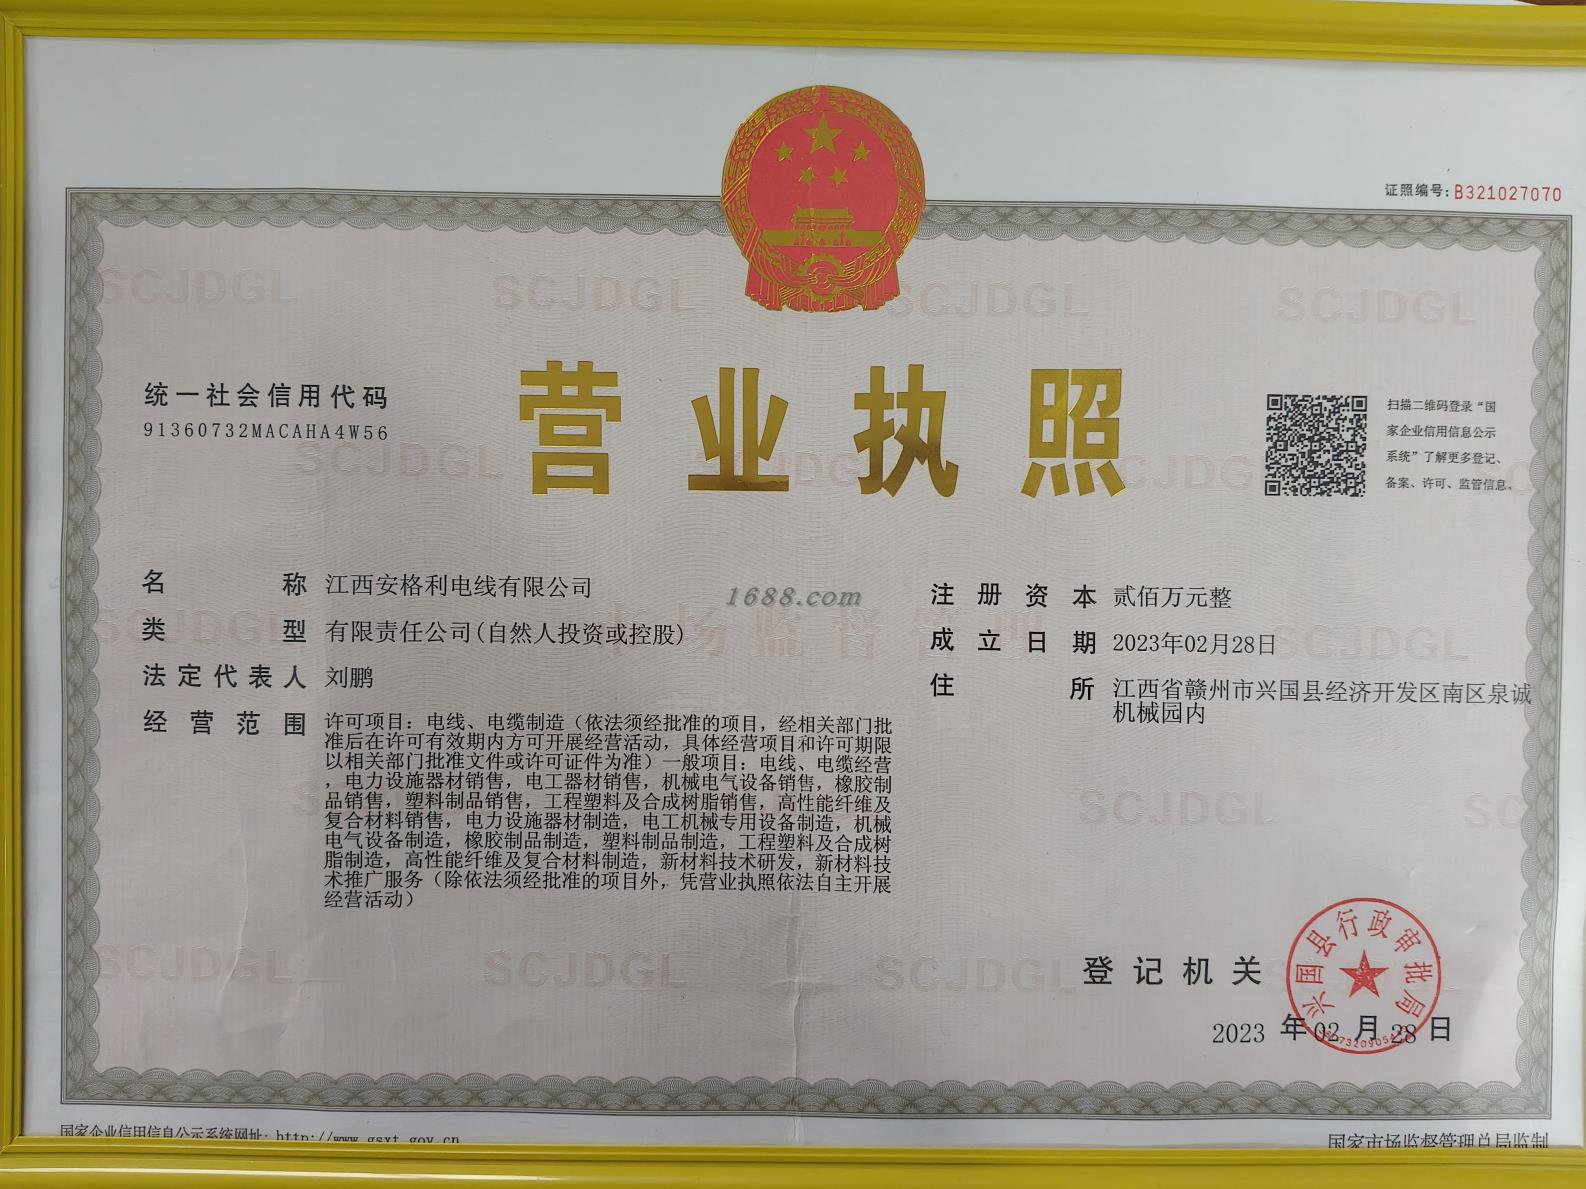 证照编号:B321027070
营业执照
统一社会信用代码
91360732MACAHA4W56
扫描二维码登录“国
家企业信用信息公示
系统”了解更多登记、
备案、许可、监管信息。
名称 江西安格利电线有限公司
类型 有限责任公司(自然人投资或控股)
法定代表人 刘鹏
经营范围 许可项目：电线、电缆制造（依法须经批准的项目，经相关部门批
准后在许可有效期内方可开展经营活动，具体经营项目和许可期限
以相关部门批准文件或许可证件为准）一般项目：电线、电缆经营
，电力设施器材销售，电工器材销售，机械电气设备销售，橡胶制
品销售，塑料制品销售，工程塑料及合成树脂销售，高性能纤维及
复合材料销售，电力设施器材制造，电工机械专用设备制造，机械
电气设备制造，橡胶制品制造，塑料制品制造，工程塑料及合成树
脂制造，高性能纤维及复合材料制造，新材料技术研发，新材料技
术推广服务（除依法须经批准的项目外，凭营业执照依法自主开展
经营活动）
1688.com
注册资本 贰佰万元整
成立日期 2023年02月28日
住所 江西省赣州市兴国县经济开发区南区泉诚
机械园内
登记机关
兴国县行政审批局
2023 年 02 月 28 日
国家企业信用信息公示系统网址: http://www.gsxt.gov.cn
国家市场监督管理总局监制
SCJDGL
市场监督管理